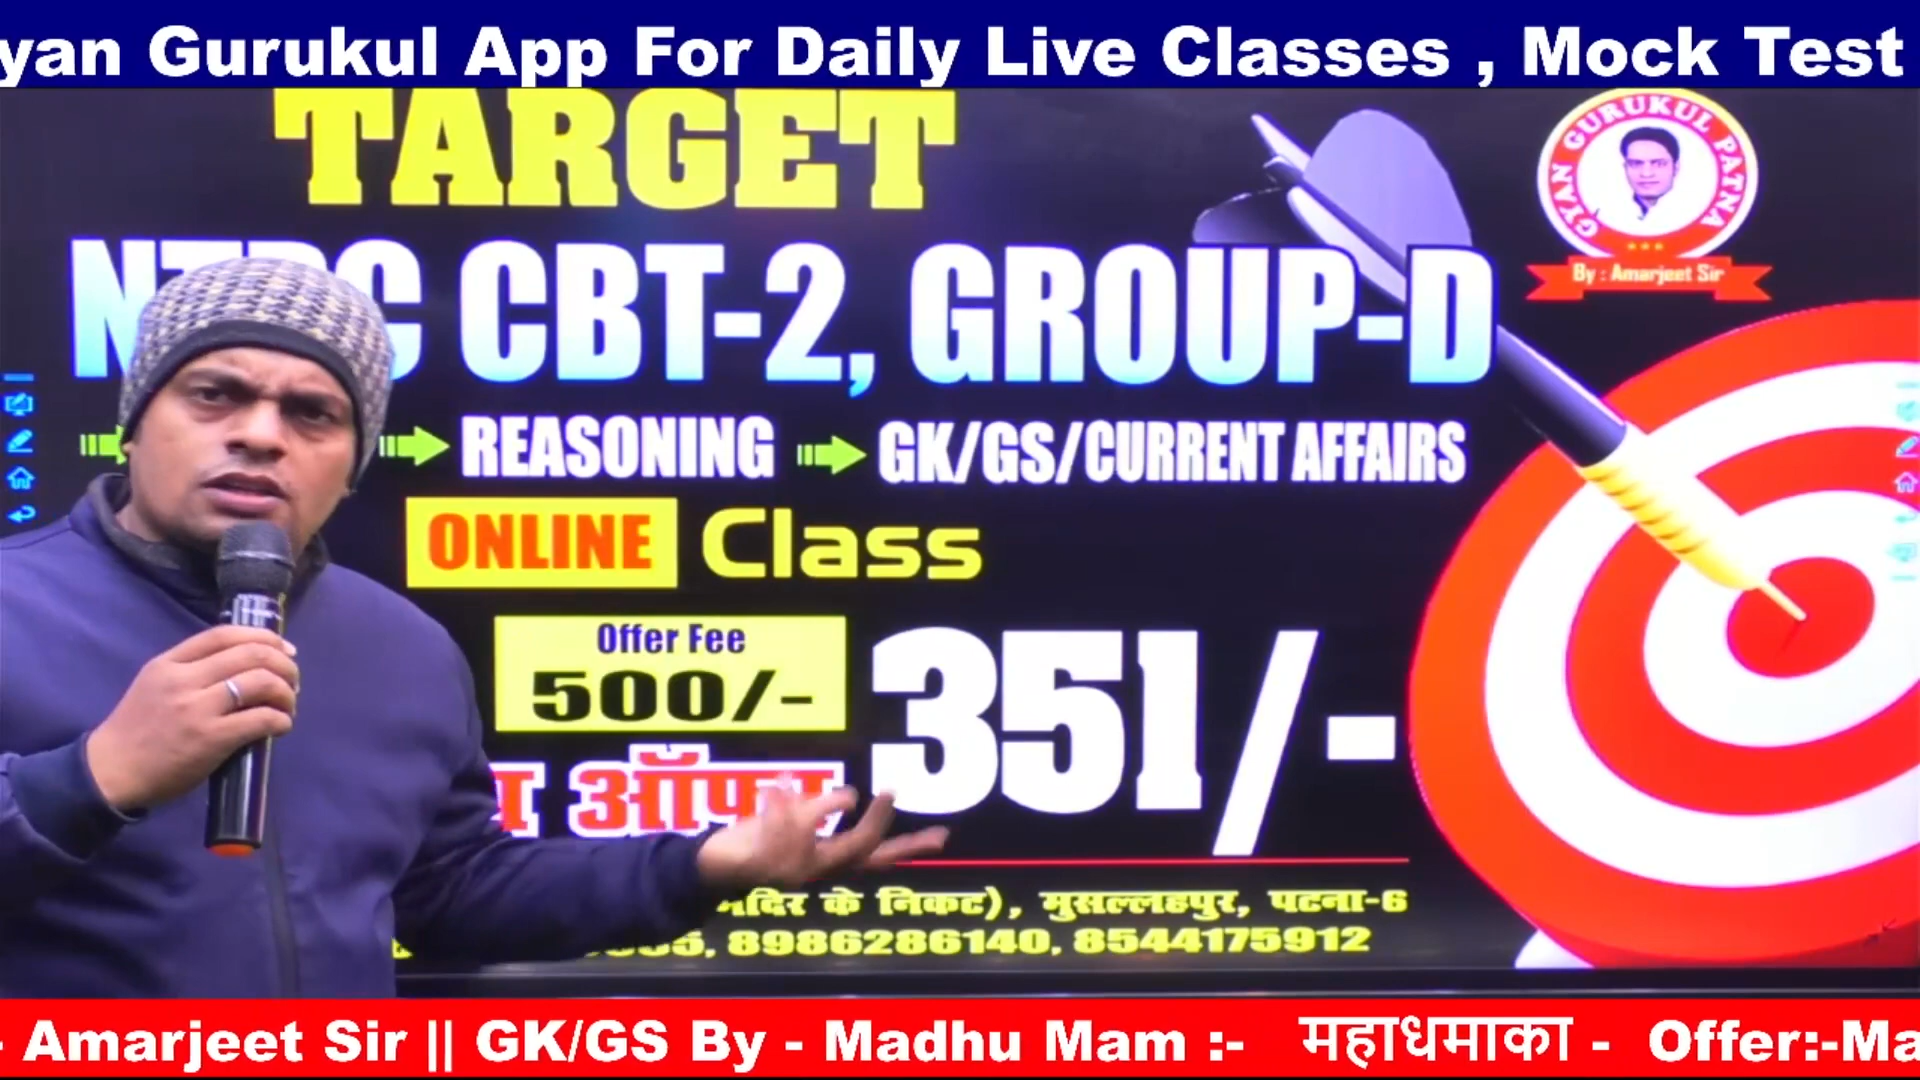 yan Gurukul App For Daily Live Classes , Mock Test
TARGET
GYAN GURUKUL PATNA
By : Amarjeet Sir
NTPC CBT-2, GROUP-D
REASONING GK/GS/CURRENT AFFAIRS
ONLINE Class
Offer Fee
500/-
351/-
ऑफर
मंदिर के निकट), मुसल्लहपुर, पटना-6
8986286140, 8544175912
- Amarjeet Sir || GK/GS By - Madhu Mam :- महाधमाका - Offer:-Ma